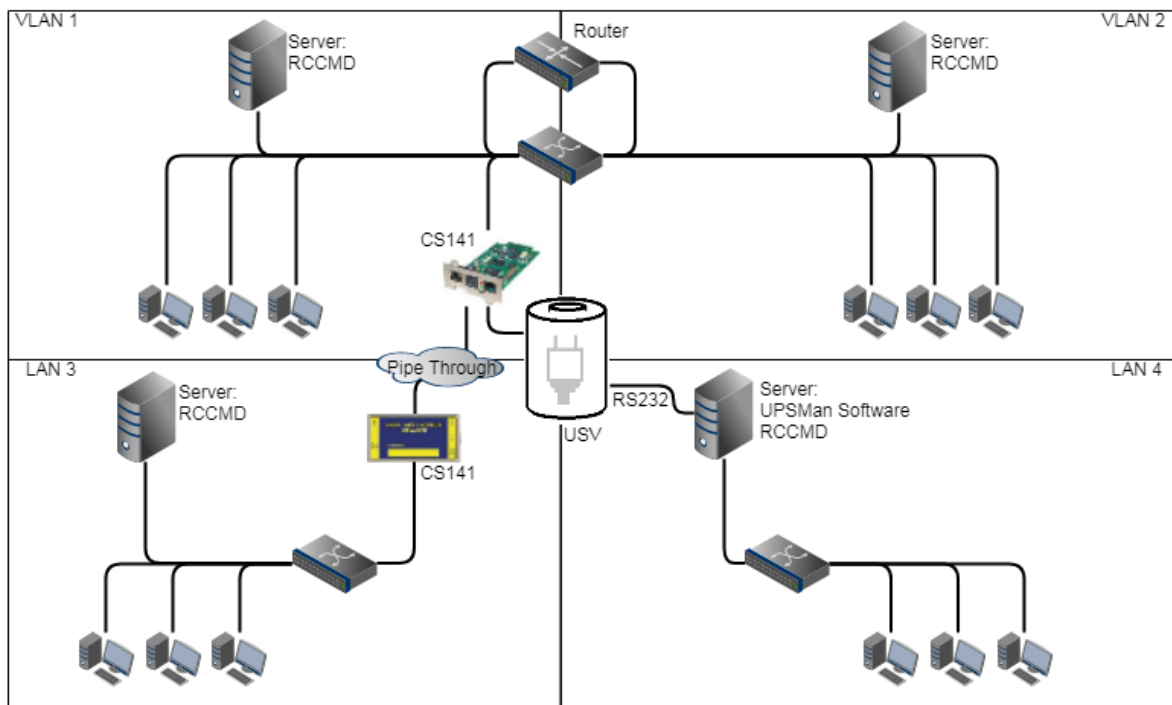 VLAN 1
VLAN 2
Router
Server:
RCCMD
Server:
RCCMD
CS141
LAN 3
Pipe Through
LAN 4
Server:
RCCMD
RS232
Server:
UPSMan Software
RCCMD
USV
CS141